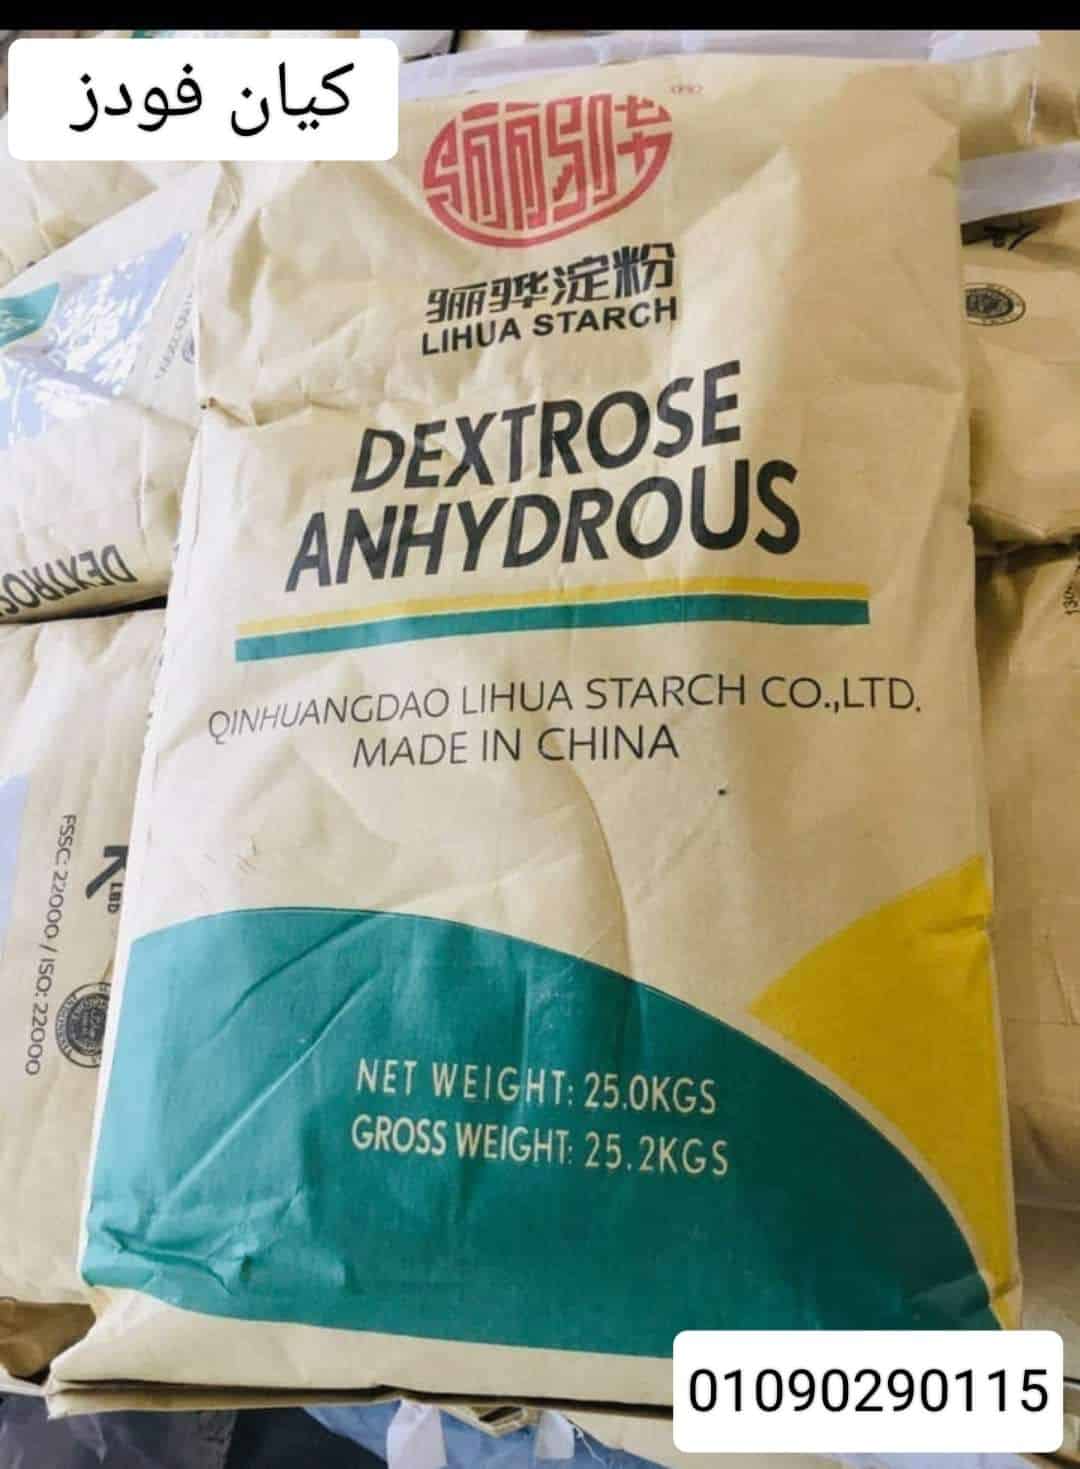 كيان فودز
骊骅淀粉
LIHUA STARCH
DEXTROSE
ANHYDROUS
QINHUANGDAO LIHUA STARCH CO.,LTD.
MADE IN CHINA
NET WEIGHT: 25.0KGS
GROSS WEIGHT: 25.2KGS
FSSC: 22000 / ISO: 22000
01090290115